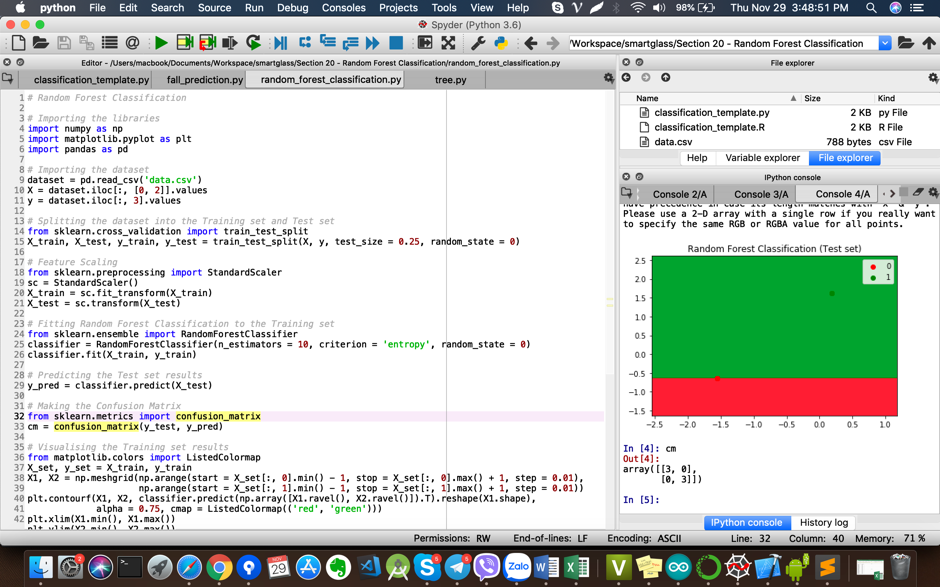 python File Edit Search Source Run Debug Consoles Projects Tools View Help 98% Thu Nov 29 3:48:51 PM
Spyder (Python 3.6)
/Workspace/smartglass/Section 20 - Random Forest Classification
Editor - /Users/macbook/Documents/Workspace/smartglass/Section 20 - Random Forest Classification/random_forest_classification.py
classification_template.py fall_prediction.py random_forest_classification.py tree.py
1 # Random Forest Classification
2
3 # Importing the libraries
4 import numpy as np
5 import matplotlib.pyplot as plt
6 import pandas as pd
7
8 # Importing the dataset
9 dataset = pd.read_csv('data.csv')
10 X = dataset.iloc[:, [0, 2]].values
11 y = dataset.iloc[:, 3].values
12
13 # Splitting the dataset into the Training set and Test set
14 from sklearn.cross_validation import train_test_split
15 X_train, X_test, y_train, y_test = train_test_split(X, y, test_size = 0.25, random_state = 0)
16
17 # Feature Scaling
18 from sklearn.preprocessing import StandardScaler
19 sc = StandardScaler()
20 X_train = sc.fit_transform(X_train)
21 X_test = sc.transform(X_test)
22
23 # Fitting Random Forest Classification to the Training set
24 from sklearn.ensemble import RandomForestClassifier
25 classifier = RandomForestClassifier(n_estimators = 10, criterion = 'entropy', random_state = 0)
26 classifier.fit(X_train, y_train)
27
28 # Predicting the Test set results
29 y_pred = classifier.predict(X_test)
30
31 # Making the Confusion Matrix
32 from sklearn.metrics import confusion_matrix
33 cm = confusion_matrix(y_test, y_pred)
34
35 # Visualising the Training set results
36 from matplotlib.colors import ListedColormap
37 X_set, y_set = X_train, y_train
38 X1, X2 = np.meshgrid(np.arange(start = X_set[:, 0].min() - 1, stop = X_set[:, 0].max() + 1, step = 0.01),
39 np.arange(start = X_set[:, 1].min() - 1, stop = X_set[:, 1].max() + 1, step = 0.01))
40 plt.contourf(X1, X2, classifier.predict(np.array([X1.ravel(), X2.ravel()]).T).reshape(X1.shape),
41 alpha = 0.75, cmap = ListedColormap(('red', 'green')))
42 plt.xlim(X1.min(), X1.max())
plt.ylim(X2.min(), X2.max())
File explorer
Name Size Kind
classification_template.py 2 KB py File
classification_template.R 2 KB R File
data.csv 788 bytes csv File
Help Variable explorer File explorer
IPython console
Console 2/A Console 3/A Console 4/A
have precedence in case its length matches with 'x' & 'y'.
Please use a 2-D array with a single row if you really want
to specify the same RGB or RGBA value for all points.
Random Forest Classification (Test set)
0
1
2.5
2.0
1.5
1.0
0.5
0.0
−0.5
−1.0
−1.5
−2.5 −2.0 −1.5 −1.0 −0.5 0.0 0.5 1.0
In [4]: cm
Out[4]:
array([[3, 0],
[0, 3]])
In [5]:
IPython console History log
Permissions: RW End-of-lines: LF Encoding: ASCII Line: 32 Column: 40 Memory: 71 %
29
Zalo